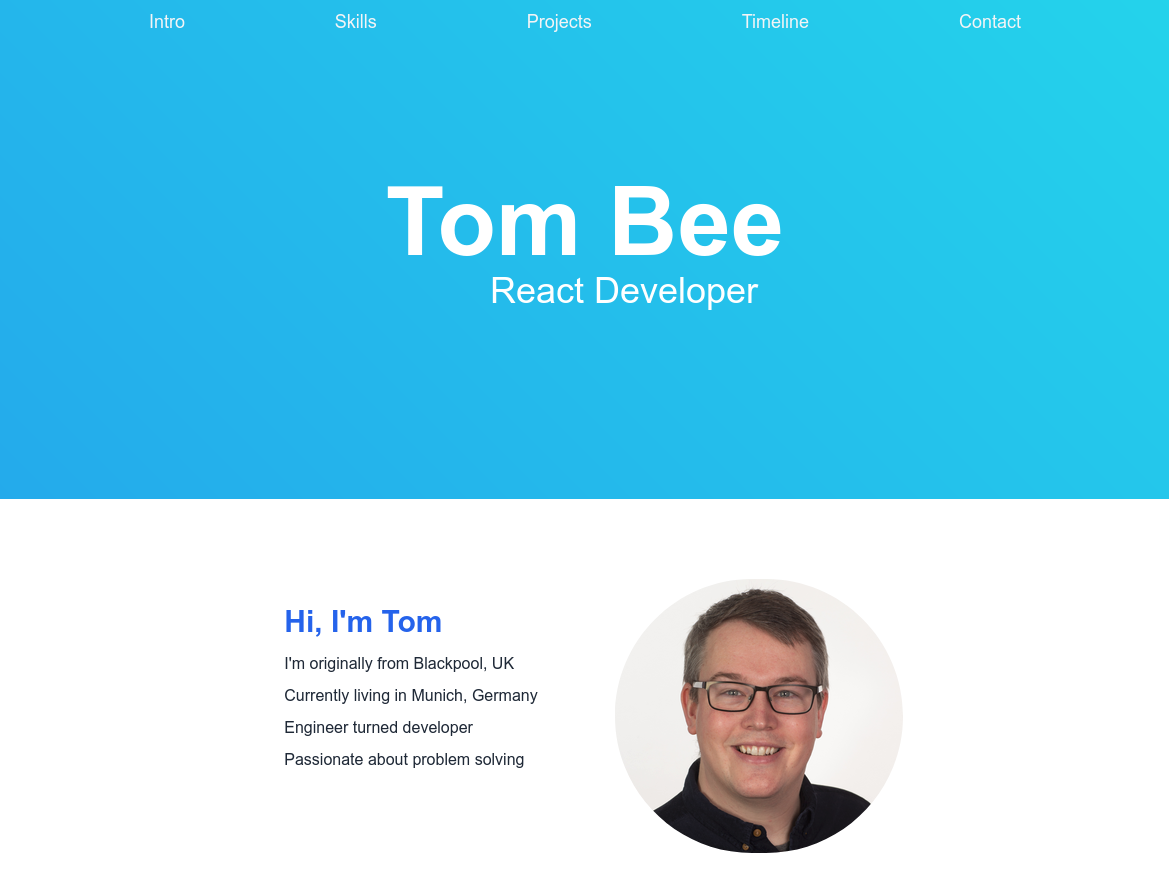 Intro Skills Projects Timeline Contact
Tom Bee
React Developer
Hi, I'm Tom
I'm originally from Blackpool, UK
Currently living in Munich, Germany
Engineer turned developer
Passionate about problem solving